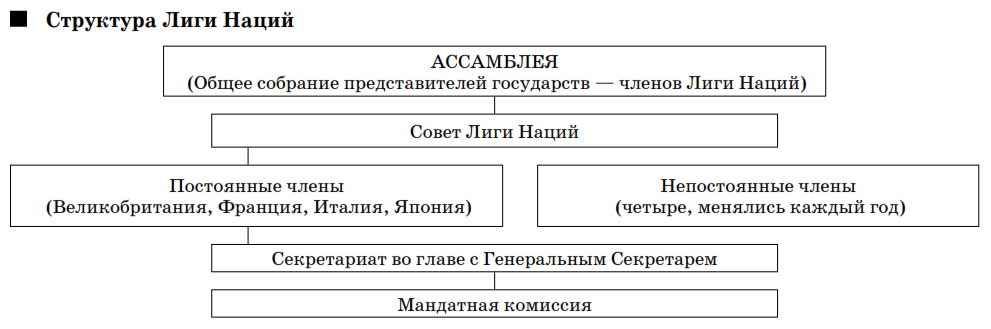 Структура Лиги Наций
АССАМБЛЕЯ
(Общее собрание представителей государств — членов Лиги Наций)
Совет Лиги Наций
Постоянные члены
(Великобритания, Франция, Италия, Япония)
Непостоянные члены
(четыре, менялись каждый год)
Секретариат во главе с Генеральным Секретарем
Мандатная комиссия